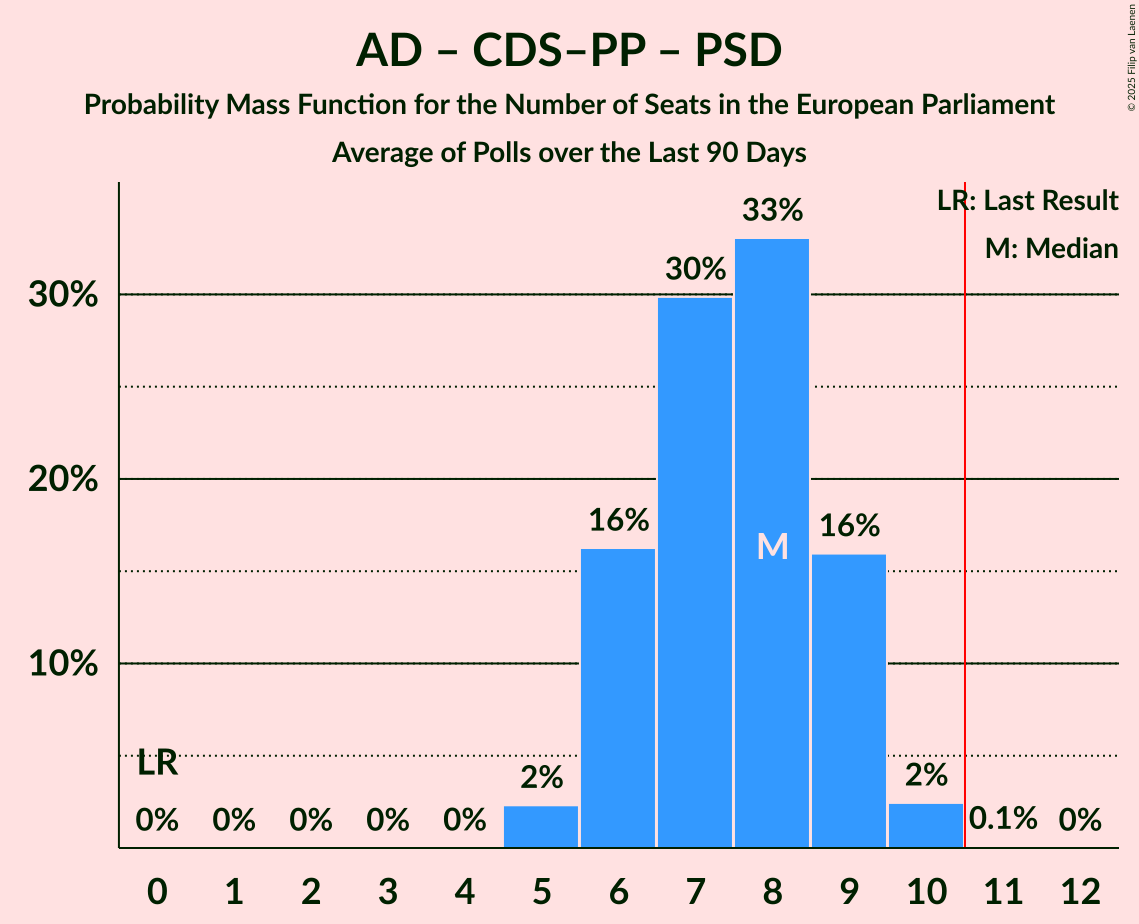 AD – CDS–PP – PSD
Probability Mass Function for the Number of Seats in the European Parliament
Average of Polls over the Last 90 Days
© 2025 Filip van Laenen
LR: Last Result
M: Median
33%
30%
30%
20%
16%
16%
M
10%
LR
2%
2%
0%
0%
0%
0%
0%
0.1%
0%
0 1 2 3 4 5 6 7 8 9 10 11 12